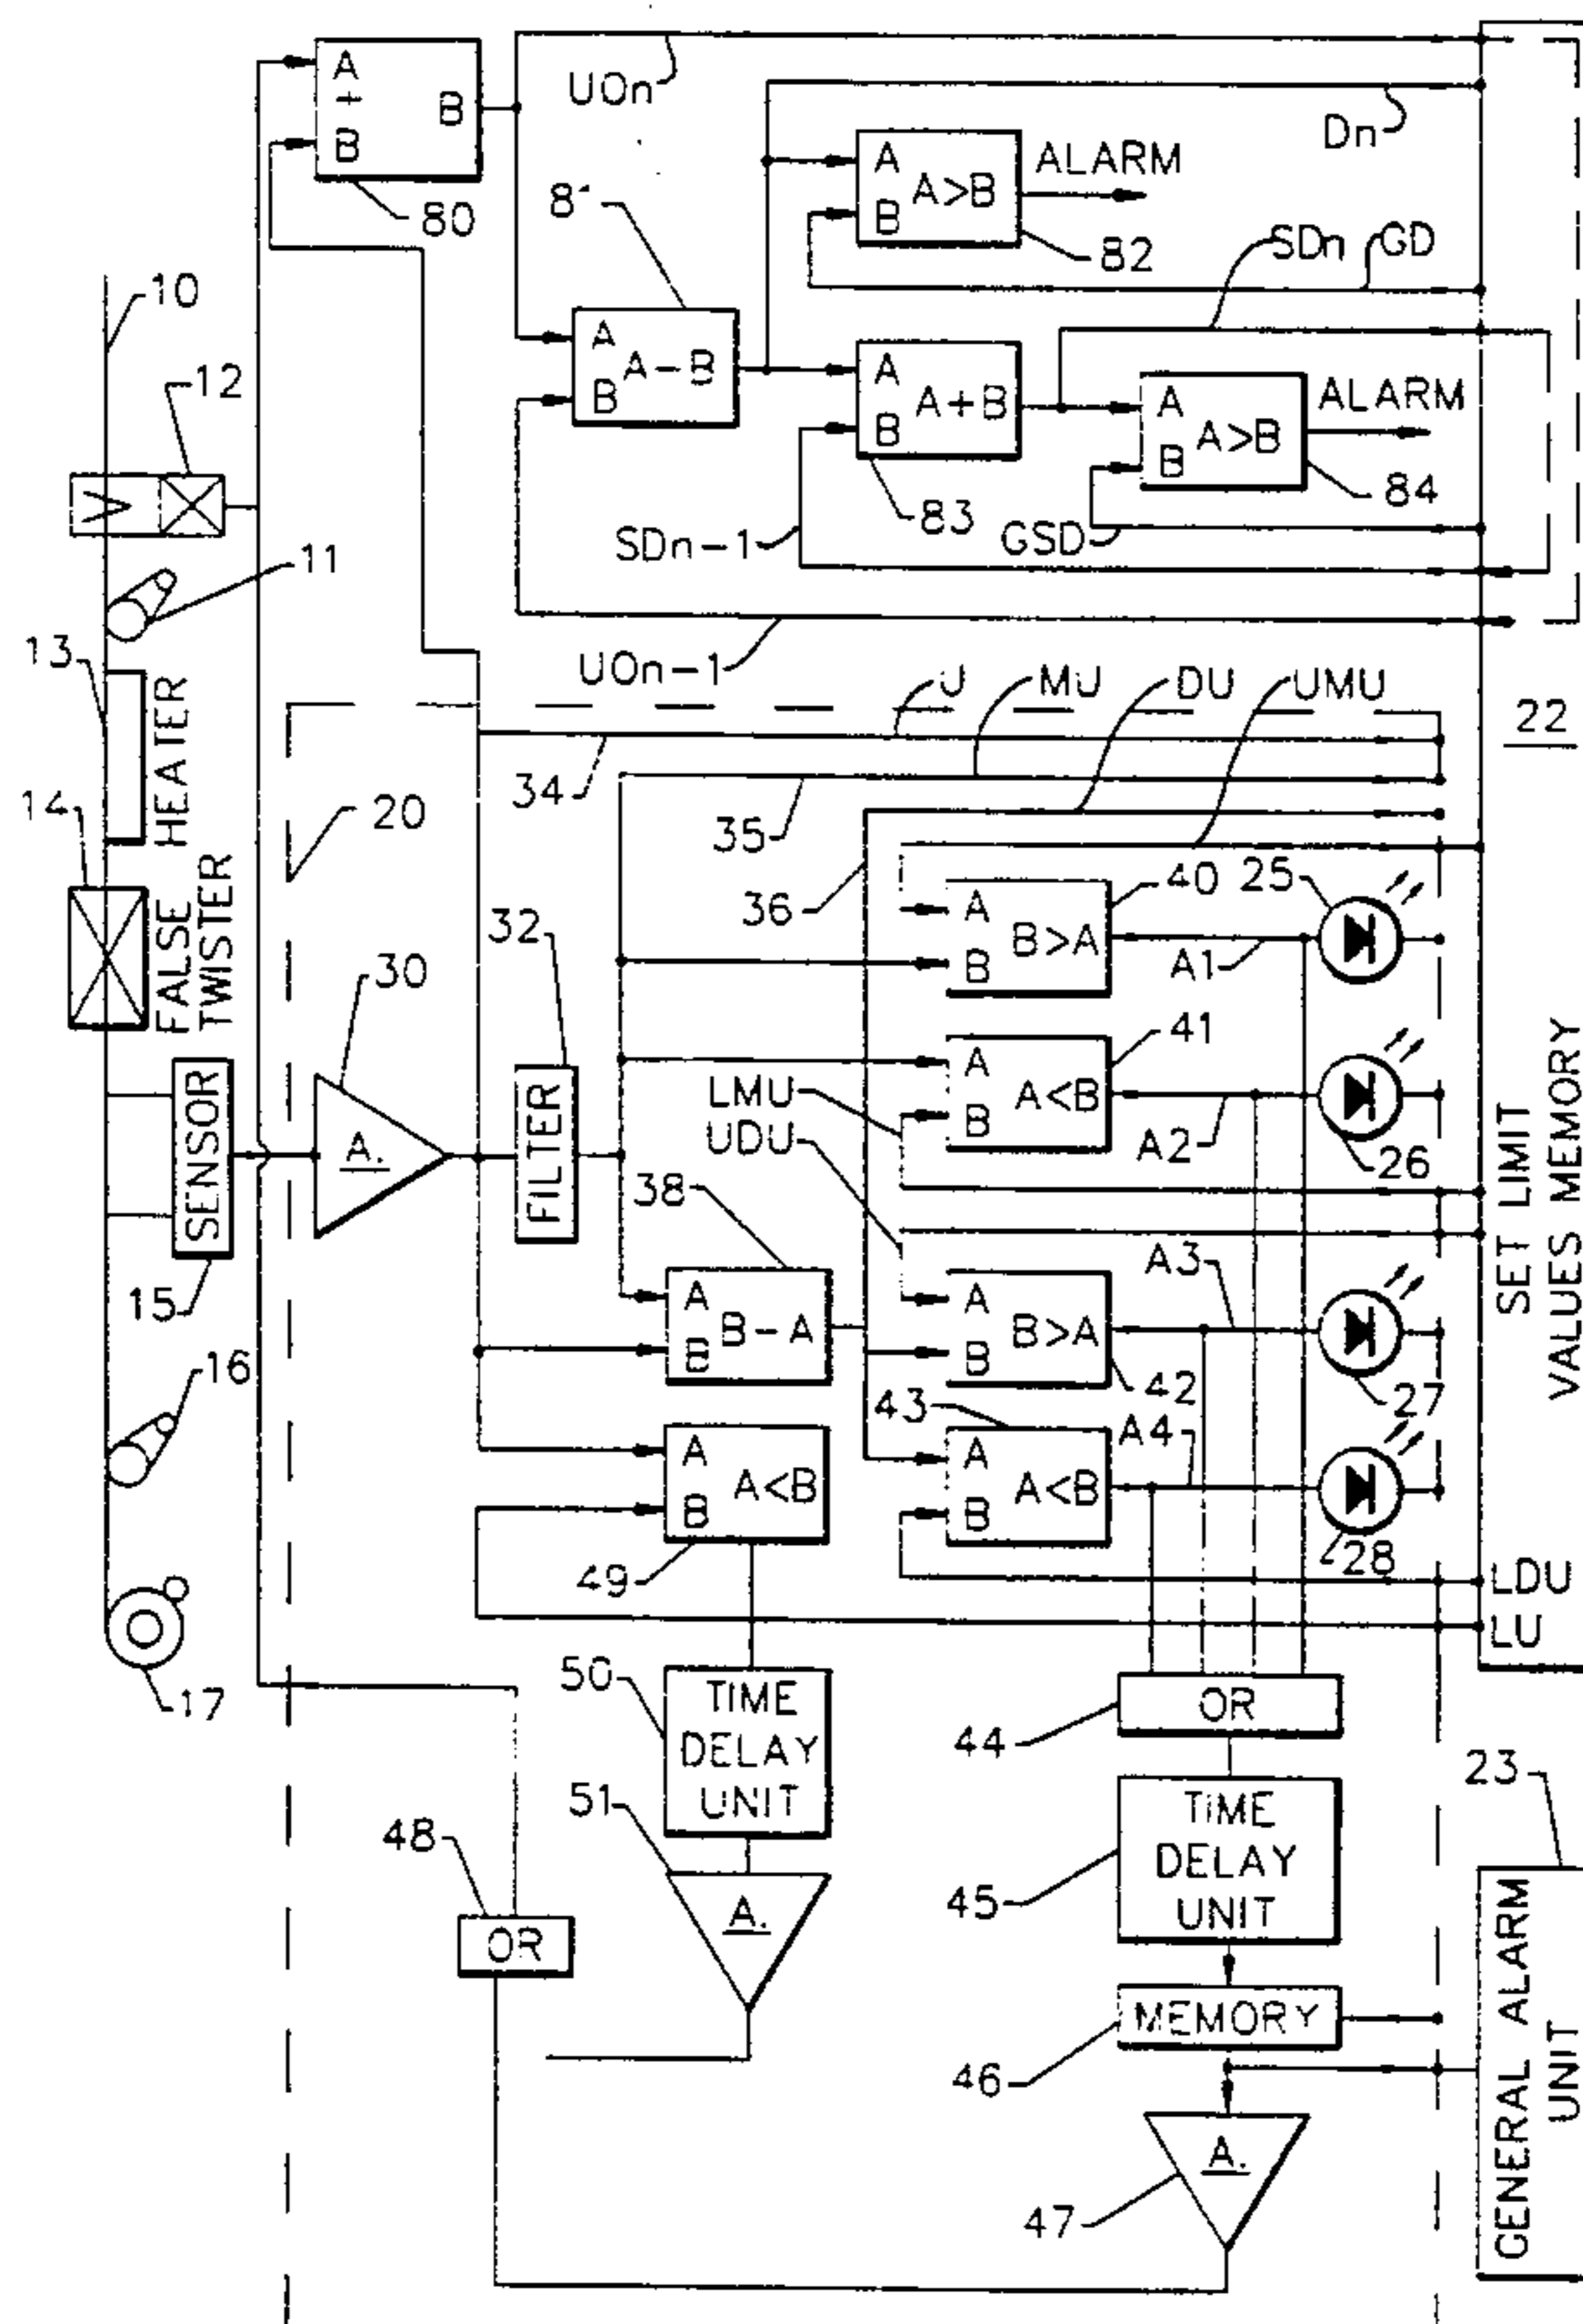 UOn
A
+
B
B
80
Dn
A
B
A>B
ALARM
82
8'
SDn
GD
10
A
B
A-B
A
B
A+B
83
A
B
A>B
ALARM
84
12
SDn-1
GSD
11
UOn-1
13
HEATER
U
MU
DU
UMU
22
34
35
36
14
20
FALSE
TWISTER
30
32
A
B
B>A
40
25
A1
LMU
UDU
A
B
A<B
41
A2
26
SENSOR
15
A.
FILTER
38
A
B
B-A
A
B
B>A
42
A3
27
SET LIMIT
VALUES MEMORY
16
43
A
B
A<B
49
A
B
A<B
A4
28
LDU
LU
17
50
TIME
DELAY
UNIT
44
OR
51
A.
48
OR
45
TIME
DELAY
UNIT
23
46
MEMORY
GENERAL ALARM
UNIT
47
A.